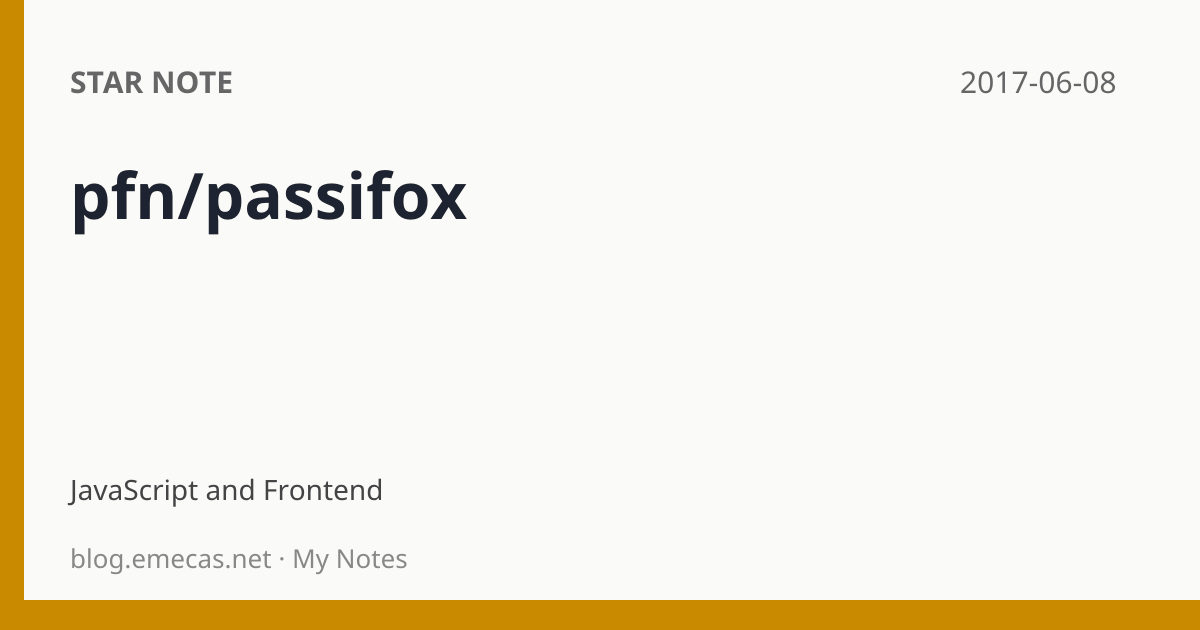 STAR NOTE
2017-06-08
pfn/passifox
JavaScript and Frontend
blog.emecas.net · My Notes